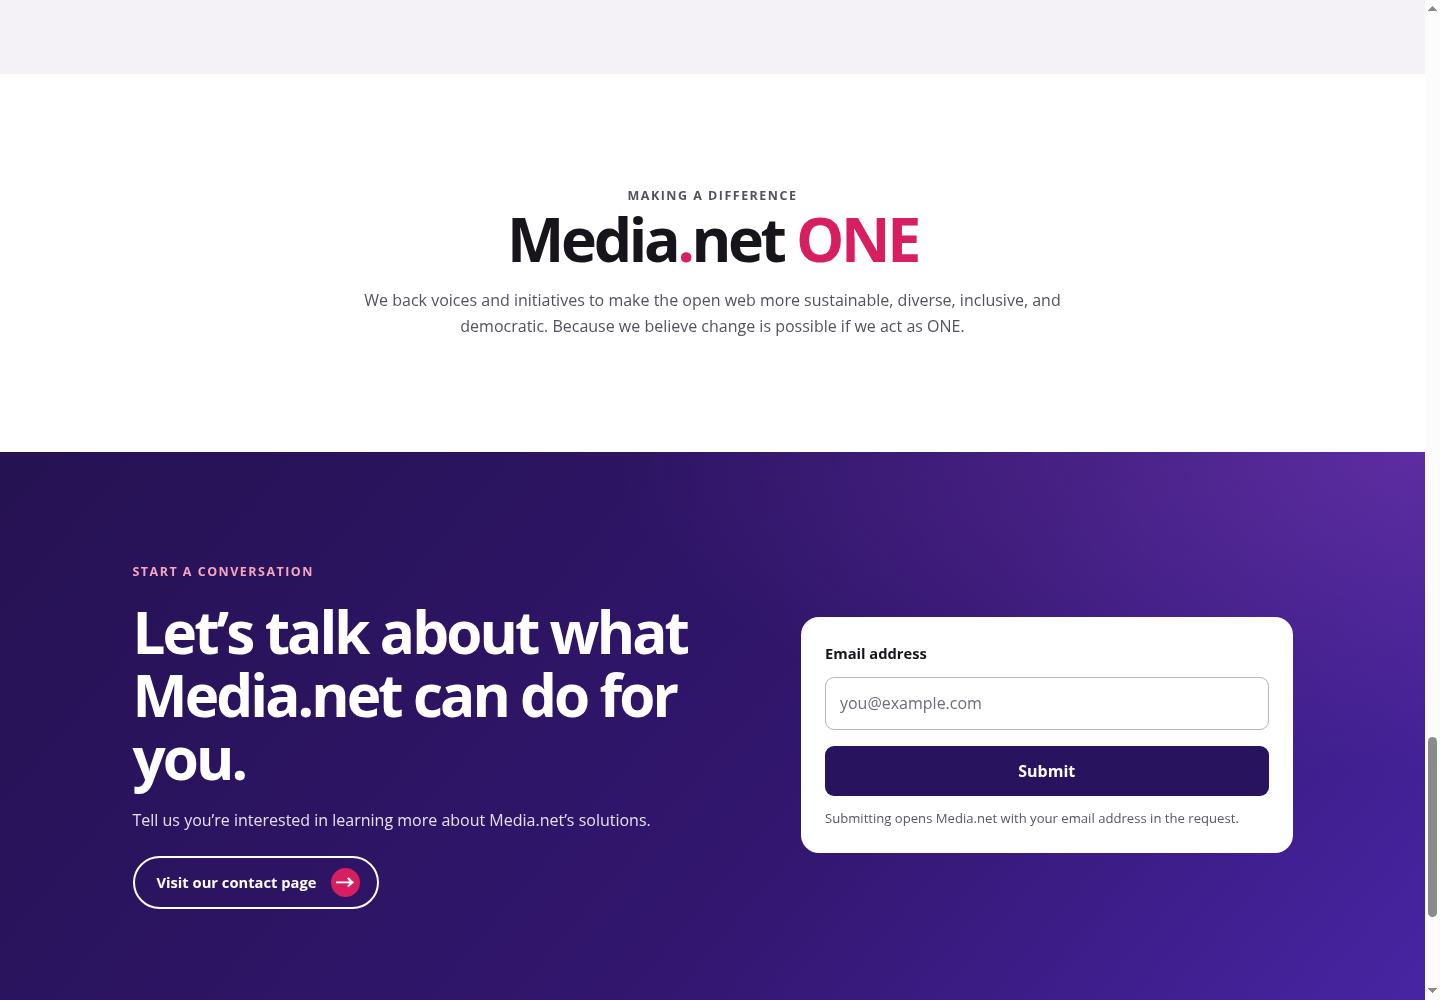 MAKING A DIFFERENCE
Media.net ONE
We back voices and initiatives to make the open web more sustainable, diverse, inclusive, and
democratic. Because we believe change is possible if we act as ONE.
START A CONVERSATION
Let’s talk about what
Media.net can do for
you.
Tell us you’re interested in learning more about Media.net’s solutions.
Visit our contact page
Email address
you@example.com
Submit
Submitting opens Media.net with your email address in the request.